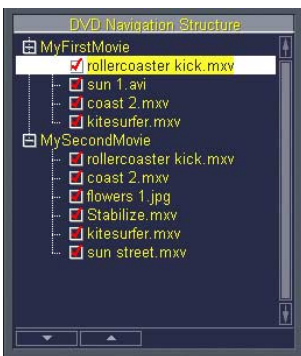 DVD Navigation Structure
MyFirstMovie
rollercoaster kick.mxv
sun 1.avi
coast 2.mxv
kitesurfer.mxv
MySecondMovie
rollercoaster kick.mxv
coast 2.mxv
flowers 1.jpg
Stabilize.mxv
kitesurfer.mxv
sun street.mxv